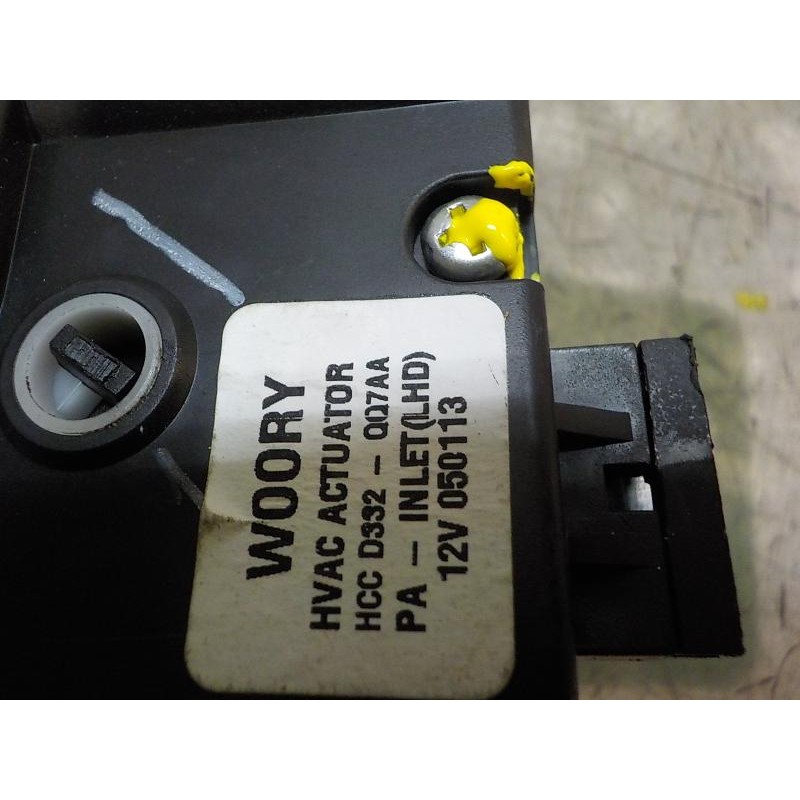 WOORY
HVAC ACTUATOR
HCC D332 - QQ7AA
PA - INLET(LHD)
12V 050113